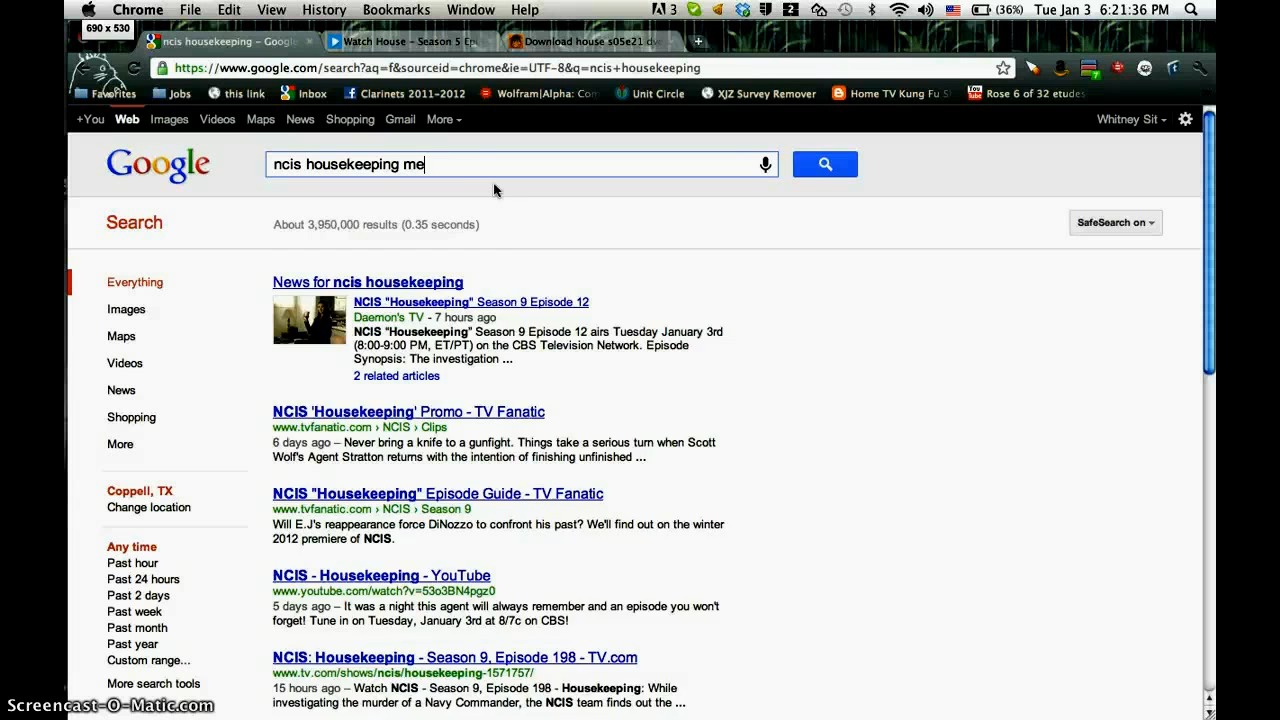 Chrome File Edit View History Bookmarks Window Help
3 2 (36%) Tue Jan 3 6:21:36 PM
690 x 530
ncis housekeeping – Google
Watch House – Season 5 Ep
Download house s05e21 dv
https://www.google.com/search?aq=f&sourceid=chrome&ie=UTF-8&q=ncis+housekeeping
Favorites Jobs this link Inbox Clarinets 2011-2012 Wolfram|Alpha: Com Unit Circle XJZ Survey Remover Home TV Kung Fu S Rose 6 of 32 etudes
+You Web Images Videos Maps News Shopping Gmail More
Whitney Sit
Google
ncis housekeeping me
Search
About 3,950,000 results (0.35 seconds)
SafeSearch on
Everything
Images
Maps
Videos
News
Shopping
More
Coppell, TX
Change location
Any time
Past hour
Past 24 hours
Past 2 days
Past week
Past month
Past year
Custom range...
More search tools
News for ncis housekeeping
NCIS "Housekeeping" Season 9 Episode 12
Daemon's TV - 7 hours ago
NCIS "Housekeeping" Season 9 Episode 12 airs Tuesday January 3rd
(8:00-9:00 PM, ET/PT) on the CBS Television Network. Episode
Synopsis: The investigation ...
2 related articles
NCIS 'Housekeeping' Promo - TV Fanatic
www.tvfanatic.com › NCIS › Clips
6 days ago – Never bring a knife to a gunfight. Things take a serious turn when Scott
Wolf's Agent Stratton returns with the intention of finishing unfinished ...
NCIS "Housekeeping" Episode Guide - TV Fanatic
www.tvfanatic.com › NCIS › Season 9
Will E.J's reappearance force DiNozzo to confront his past? We'll find out on the winter
2012 premiere of NCIS.
NCIS - Housekeeping - YouTube
www.youtube.com/watch?v=53o3BN4pgz0
5 days ago – It was a night this agent will always remember and an episode you won't
forget! Tune in on Tuesday, January 3rd at 8/7c on CBS!
NCIS: Housekeeping - Season 9, Episode 198 - TV.com
www.tv.com/shows/ncis/housekeeping-1571757/
15 hours ago – Watch NCIS - Season 9, Episode 198 - Housekeeping: While
investigating the murder of a Navy Commander, the NCIS team finds out the ...
Screencast-O-Matic.com